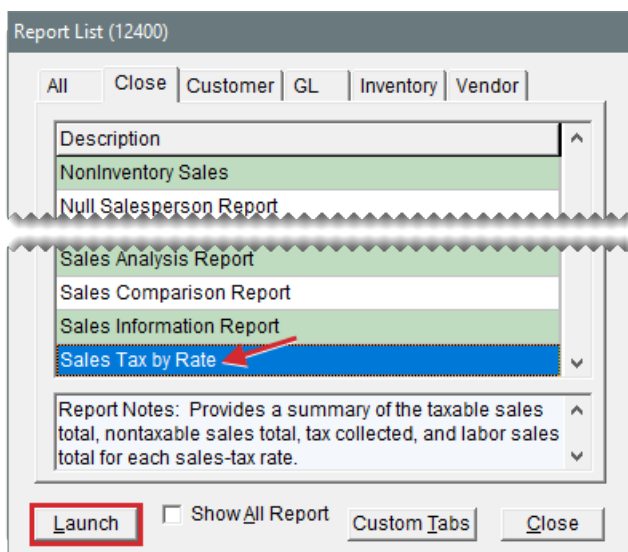 Report List (12400)
All Close Customer GL Inventory Vendor
Description
NonInventory Sales
Null Salesperson Report
Sales Analysis Report
Sales Comparison Report
Sales Information Report
Sales Tax by Rate
Report Notes: Provides a summary of the taxable sales
total, nontaxable sales total, tax collected, and labor sales
total for each sales-tax rate.
Launch Show All Report Custom Tabs Close